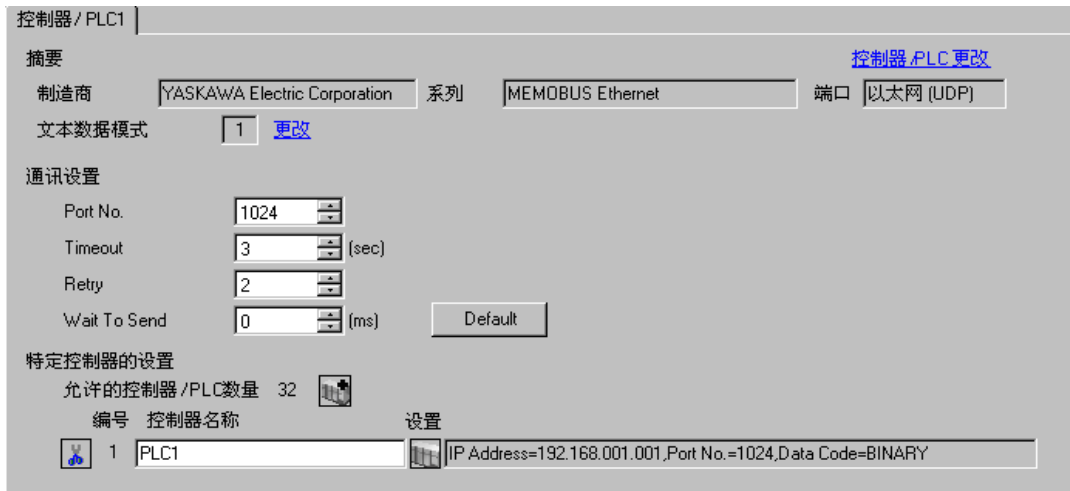 控制器/ PLC1
摘要 控制器/PLC更改
制造商 YASKAWA Electric Corporation 系列 MEMOBUS Ethernet 端口 以太网 (UDP)
文本数据模式 1 更改
通讯设置
Port No. 1024
Timeout 3 (sec)
Retry 2
Wait To Send 0 (ms) Default
特定控制器的设置
允许的控制器/PLC数量 32
编号 控制器名称 设置
1 PLC1 IP Address=192.168.001.001,Port No.=1024,Data Code=BINARY